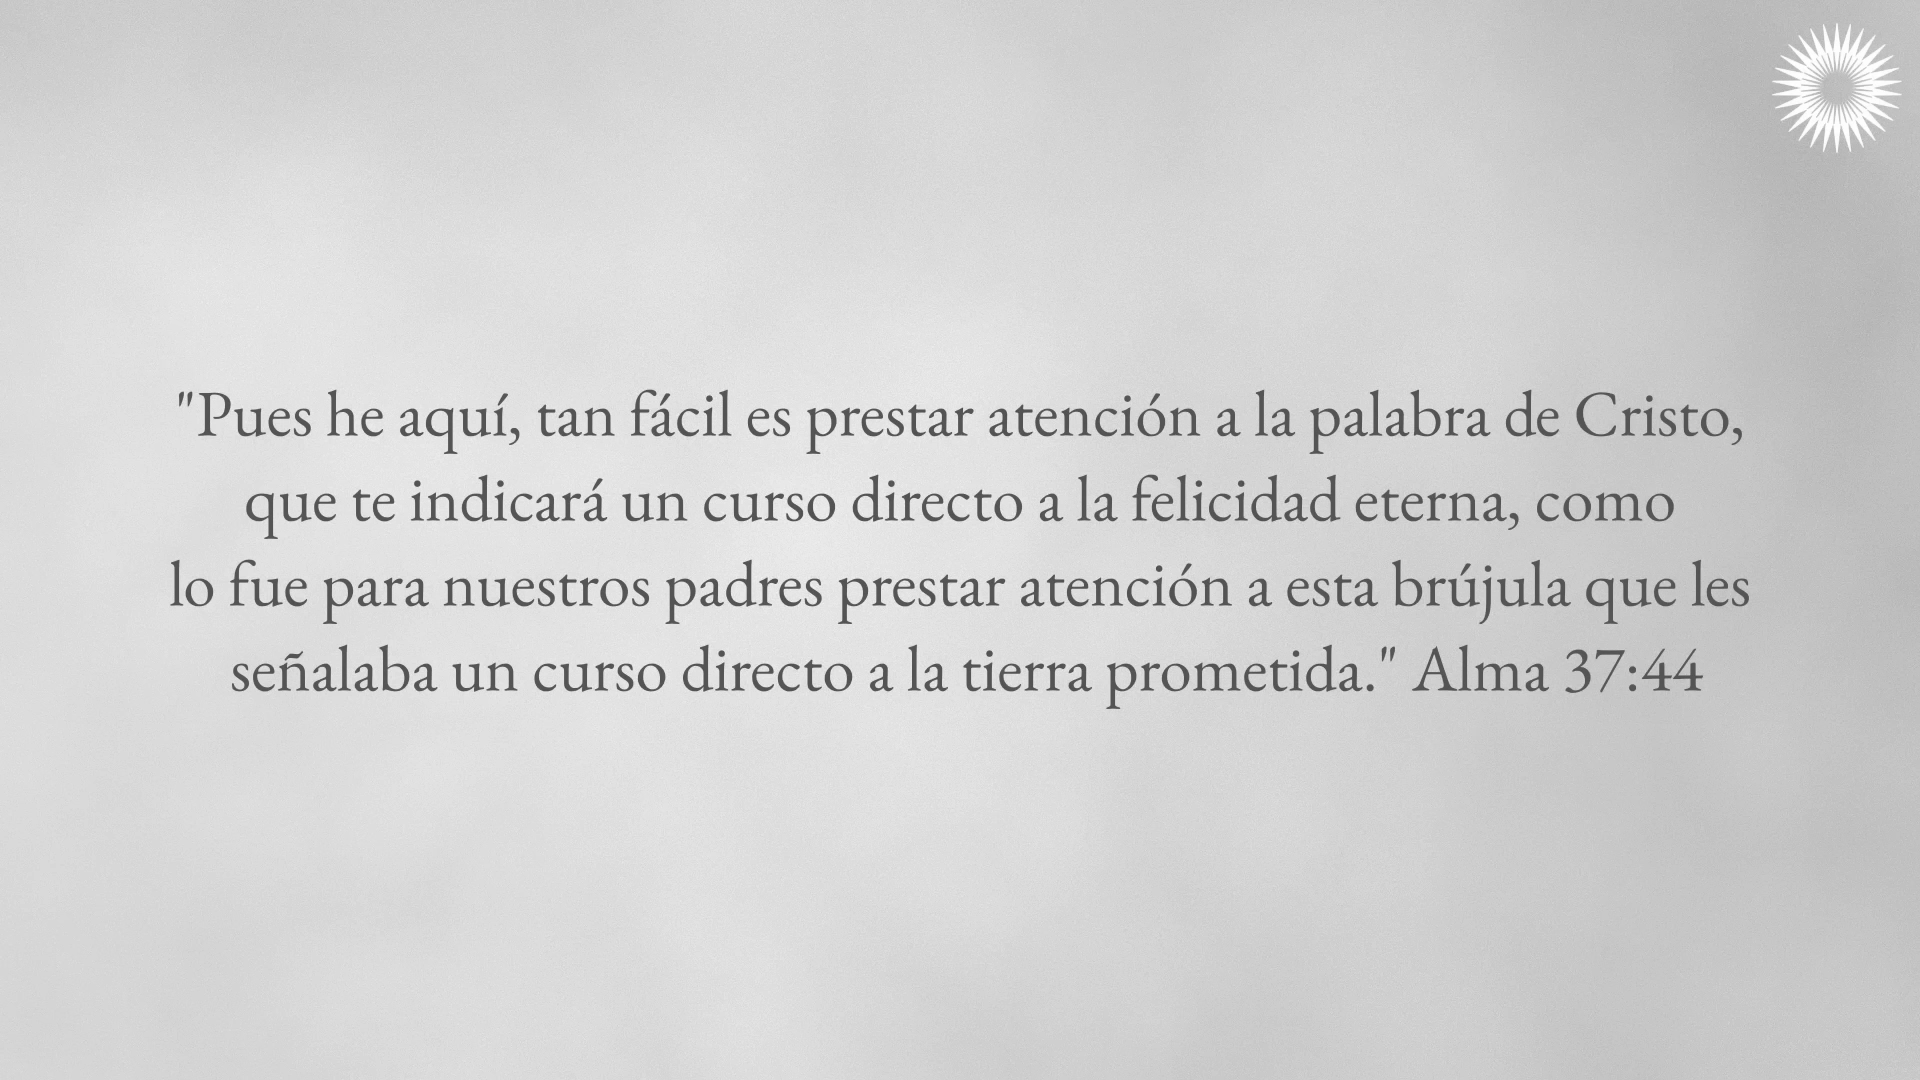 "Pues he aquí, tan fácil es prestar atención a la palabra de Cristo,
que te indicará un curso directo a la felicidad eterna, como
lo fue para nuestros padres prestar atención a esta brújula que les
señalaba un curso directo a la tierra prometida." Alma 37:44